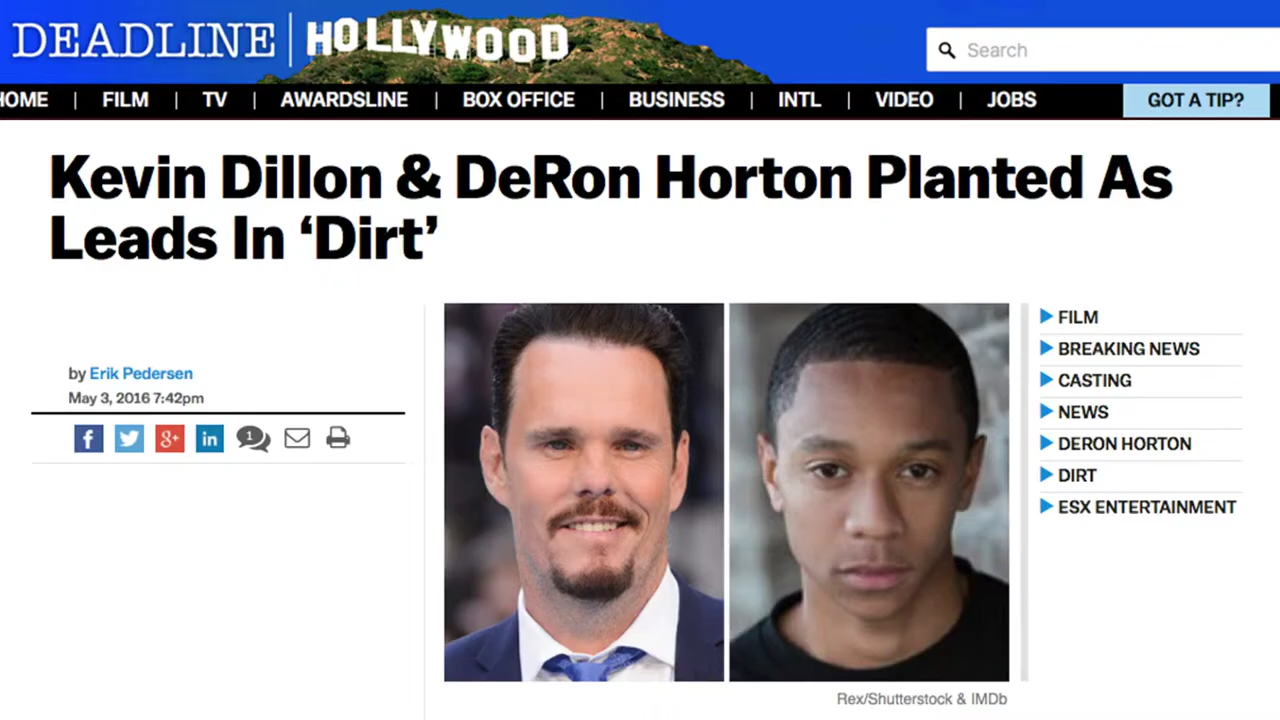 DEADLINE HOLLYWOOD
Search
HOME | FILM | TV | AWARDSLINE | BOX OFFICE | BUSINESS | INTL | VIDEO | JOBS
GOT A TIP?
Kevin Dillon & DeRon Horton Planted As
Leads In ‘Dirt’
by Erik Pedersen
May 3, 2016 7:42pm
f
8+
in
1
Rex/Shutterstock & IMDb
FILM
BREAKING NEWS
CASTING
NEWS
DERON HORTON
DIRT
ESX ENTERTAINMENT